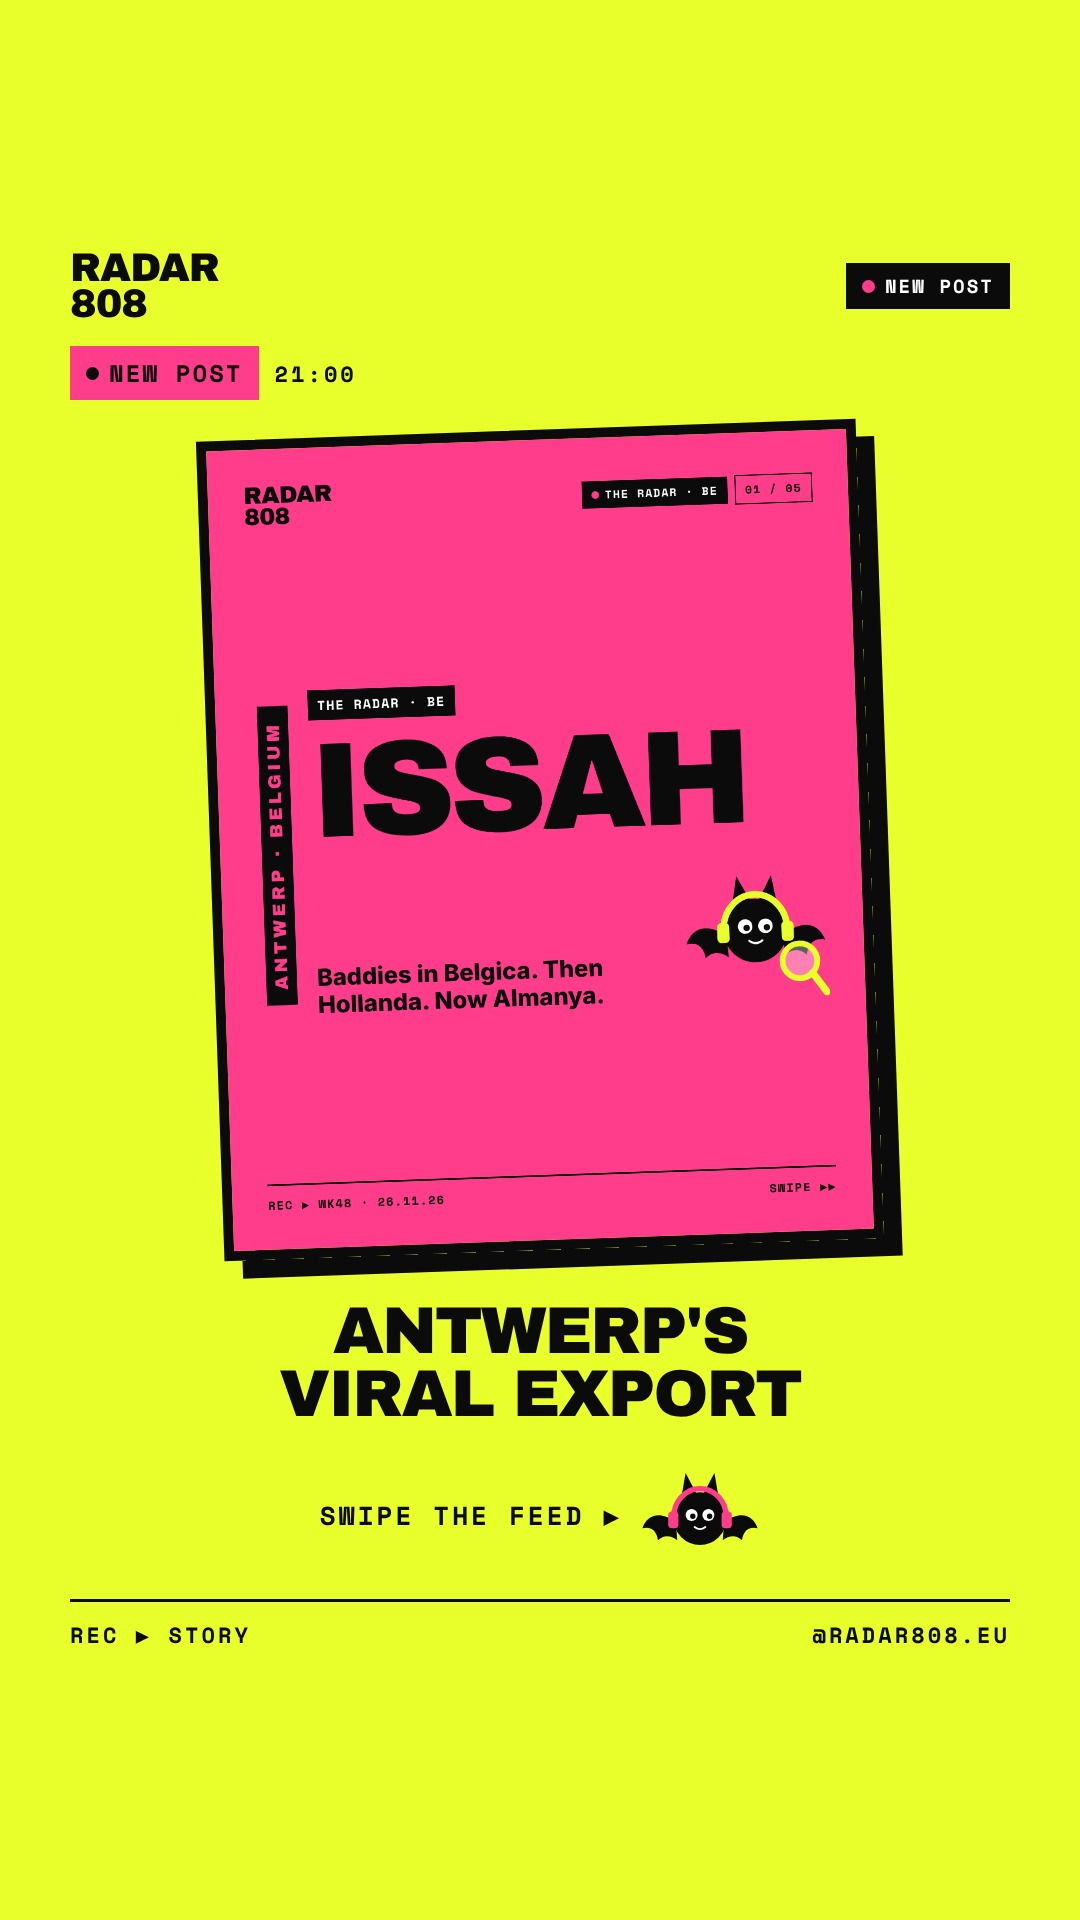 RADAR
808
NEW POST
NEW POST
21:00
RADAR
808
THE RADAR · BE
01 / 05
THE RADAR · BE
ISSAH
ANTWERP · BELGIUM
Baddies in Belgica. Then
Hollanda. Now Almanya.
REC ▶ WK48 · 26.11.26
SWIPE ▶▶
ANTWERP'S
VIRAL EXPORT
SWIPE THE FEED ▶
REC ▶ STORY
@RADAR808.EU